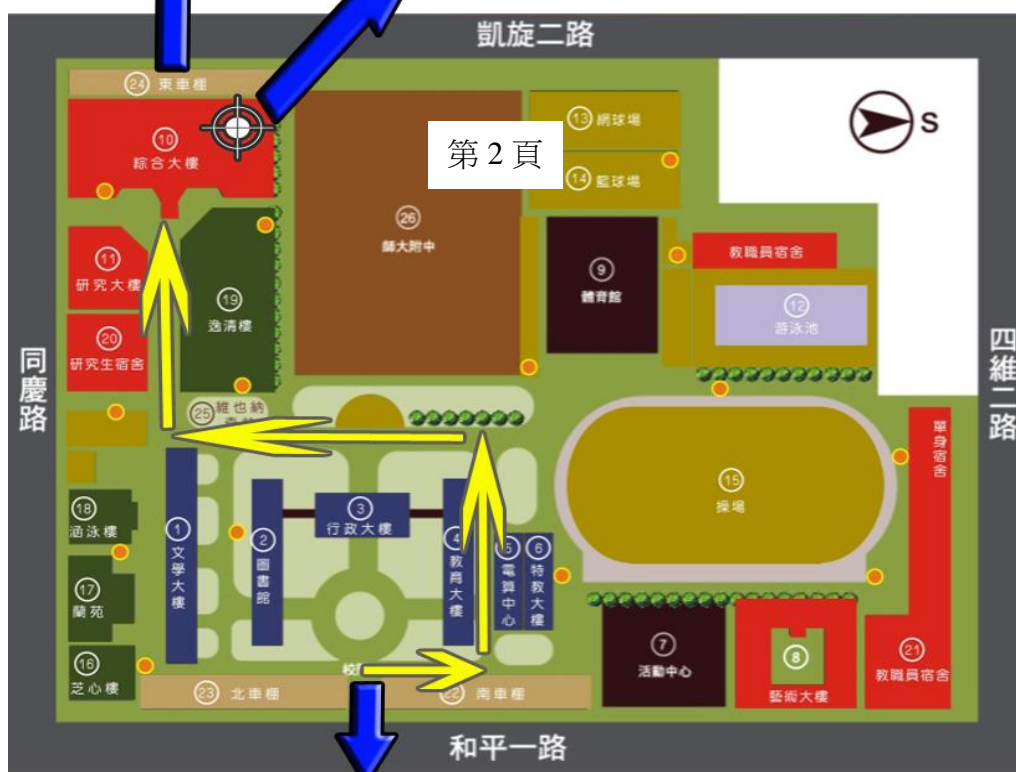 凱旋二路
24 東車棚
10
綜合大樓
13 網球場
第 2 頁
14 籃球場
S
26
師大附中
11
研究大樓
19
逸清樓
9
體育館
教職員宿舍
12
游泳池
20
研究生宿舍
同慶路
四維二路
25 維也納
單身宿舍
15
操場
18
涵泳樓
1
文學大樓
2
圖書館
3
行政大樓
4
教育大樓
5
電算中心
6
特教大樓
17
蘭苑
16
芝心樓
校
7
活動中心
8
藝術大樓
21
教職員宿舍
23 北車棚
22 南車棚
和平一路